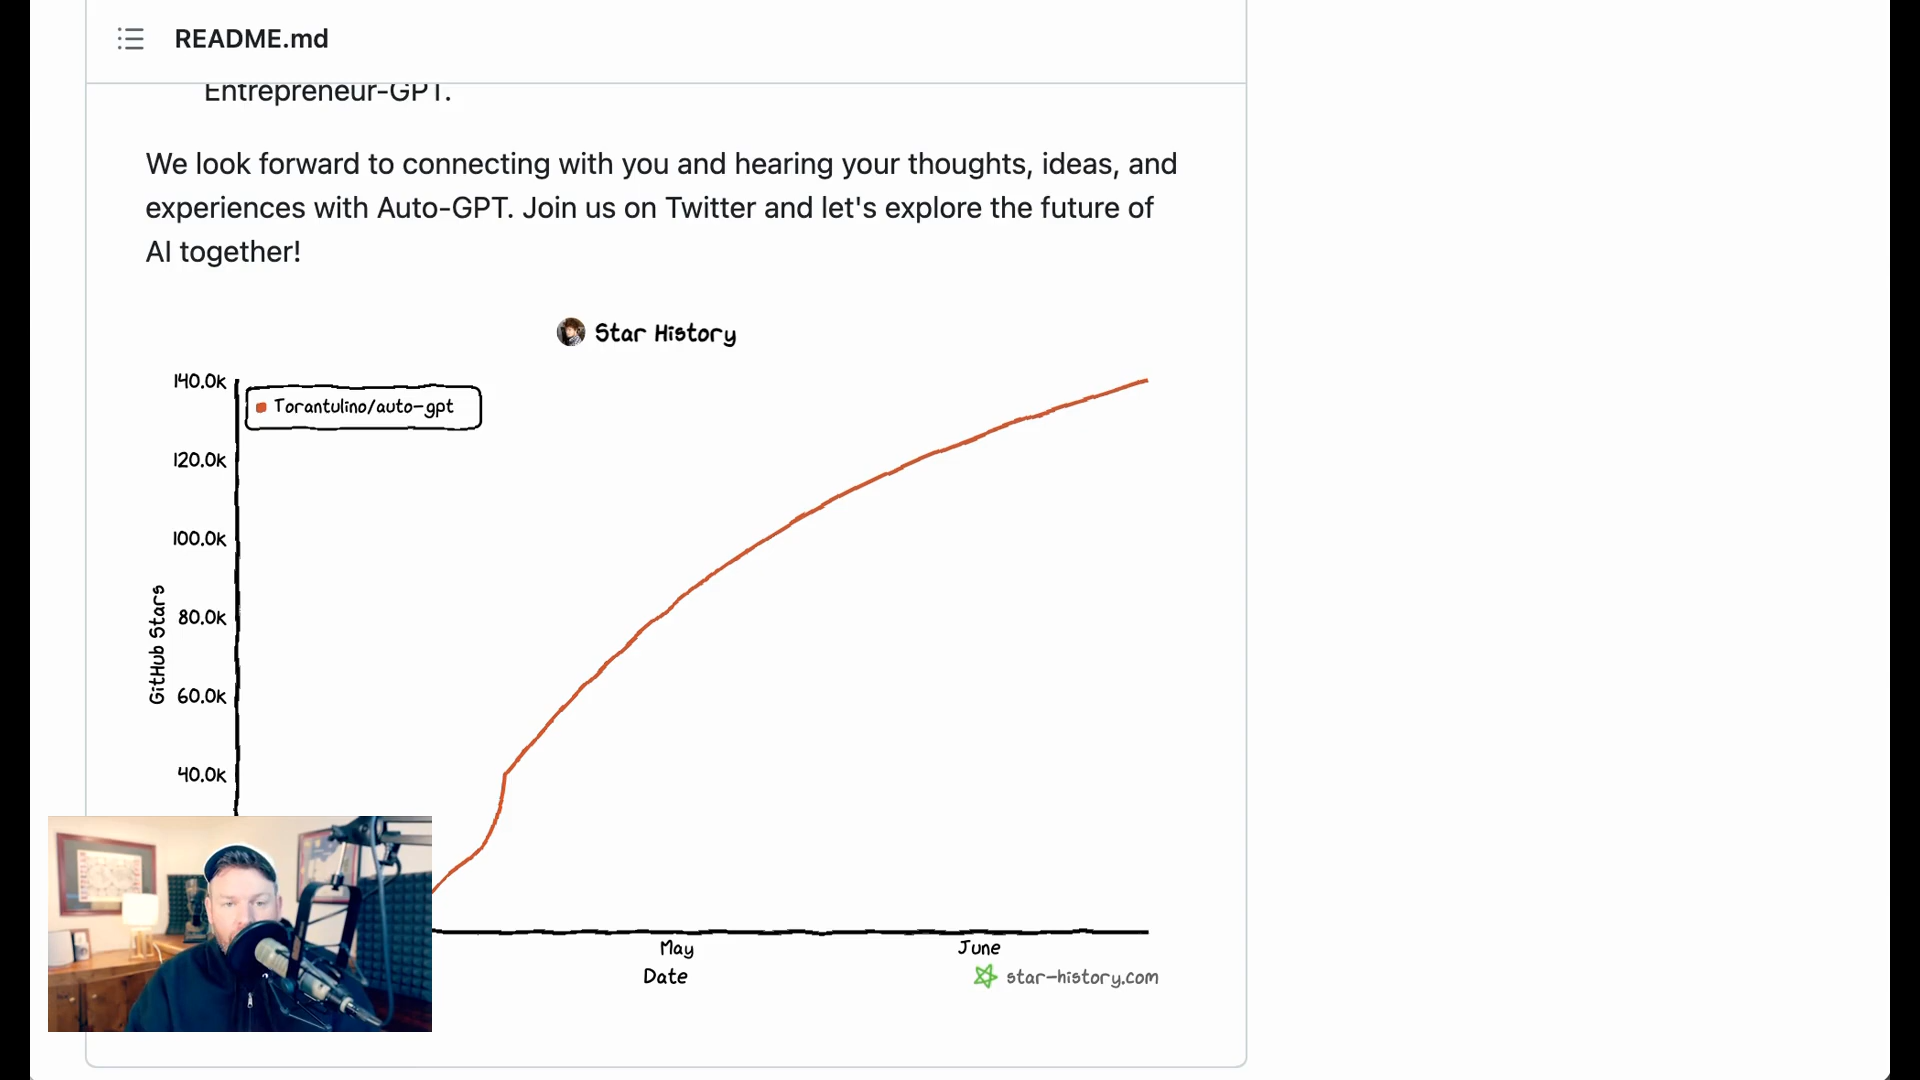 README.md
Entrepreneur-GPT.
We look forward to connecting with you and hearing your thoughts, ideas, and
experiences with Auto-GPT. Join us on Twitter and let's explore the future of
AI together!
Star History
140.0k
Torantulino/auto-gpt
120.0k
100.0k
GitHub Stars
80.0k
60.0k
40.0k
May
June
Date
star-history.com